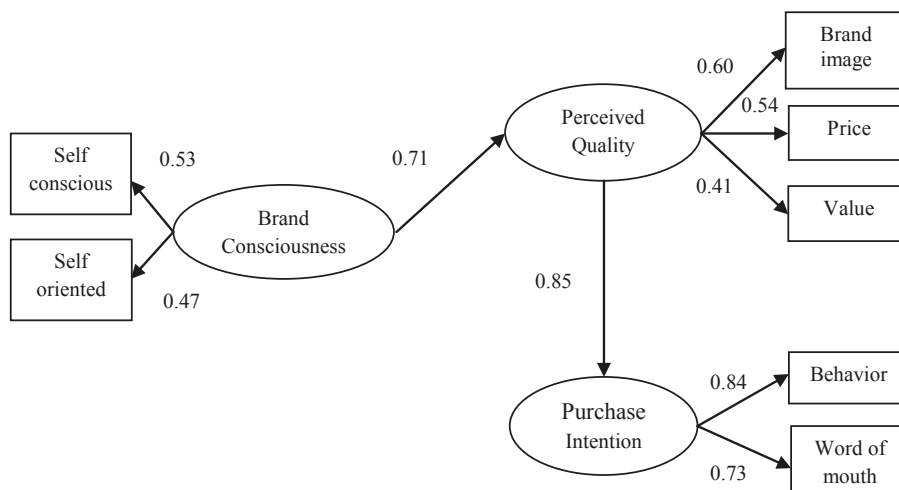 Brand
image
0.60
Perceived
Quality
0.54
Price
Self
conscious
0.53
0.71
0.41
Value
Brand
Consciousness
Self
oriented
0.47
0.85
Behavior
0.84
Purchase
Intention
Word of
mouth
0.73